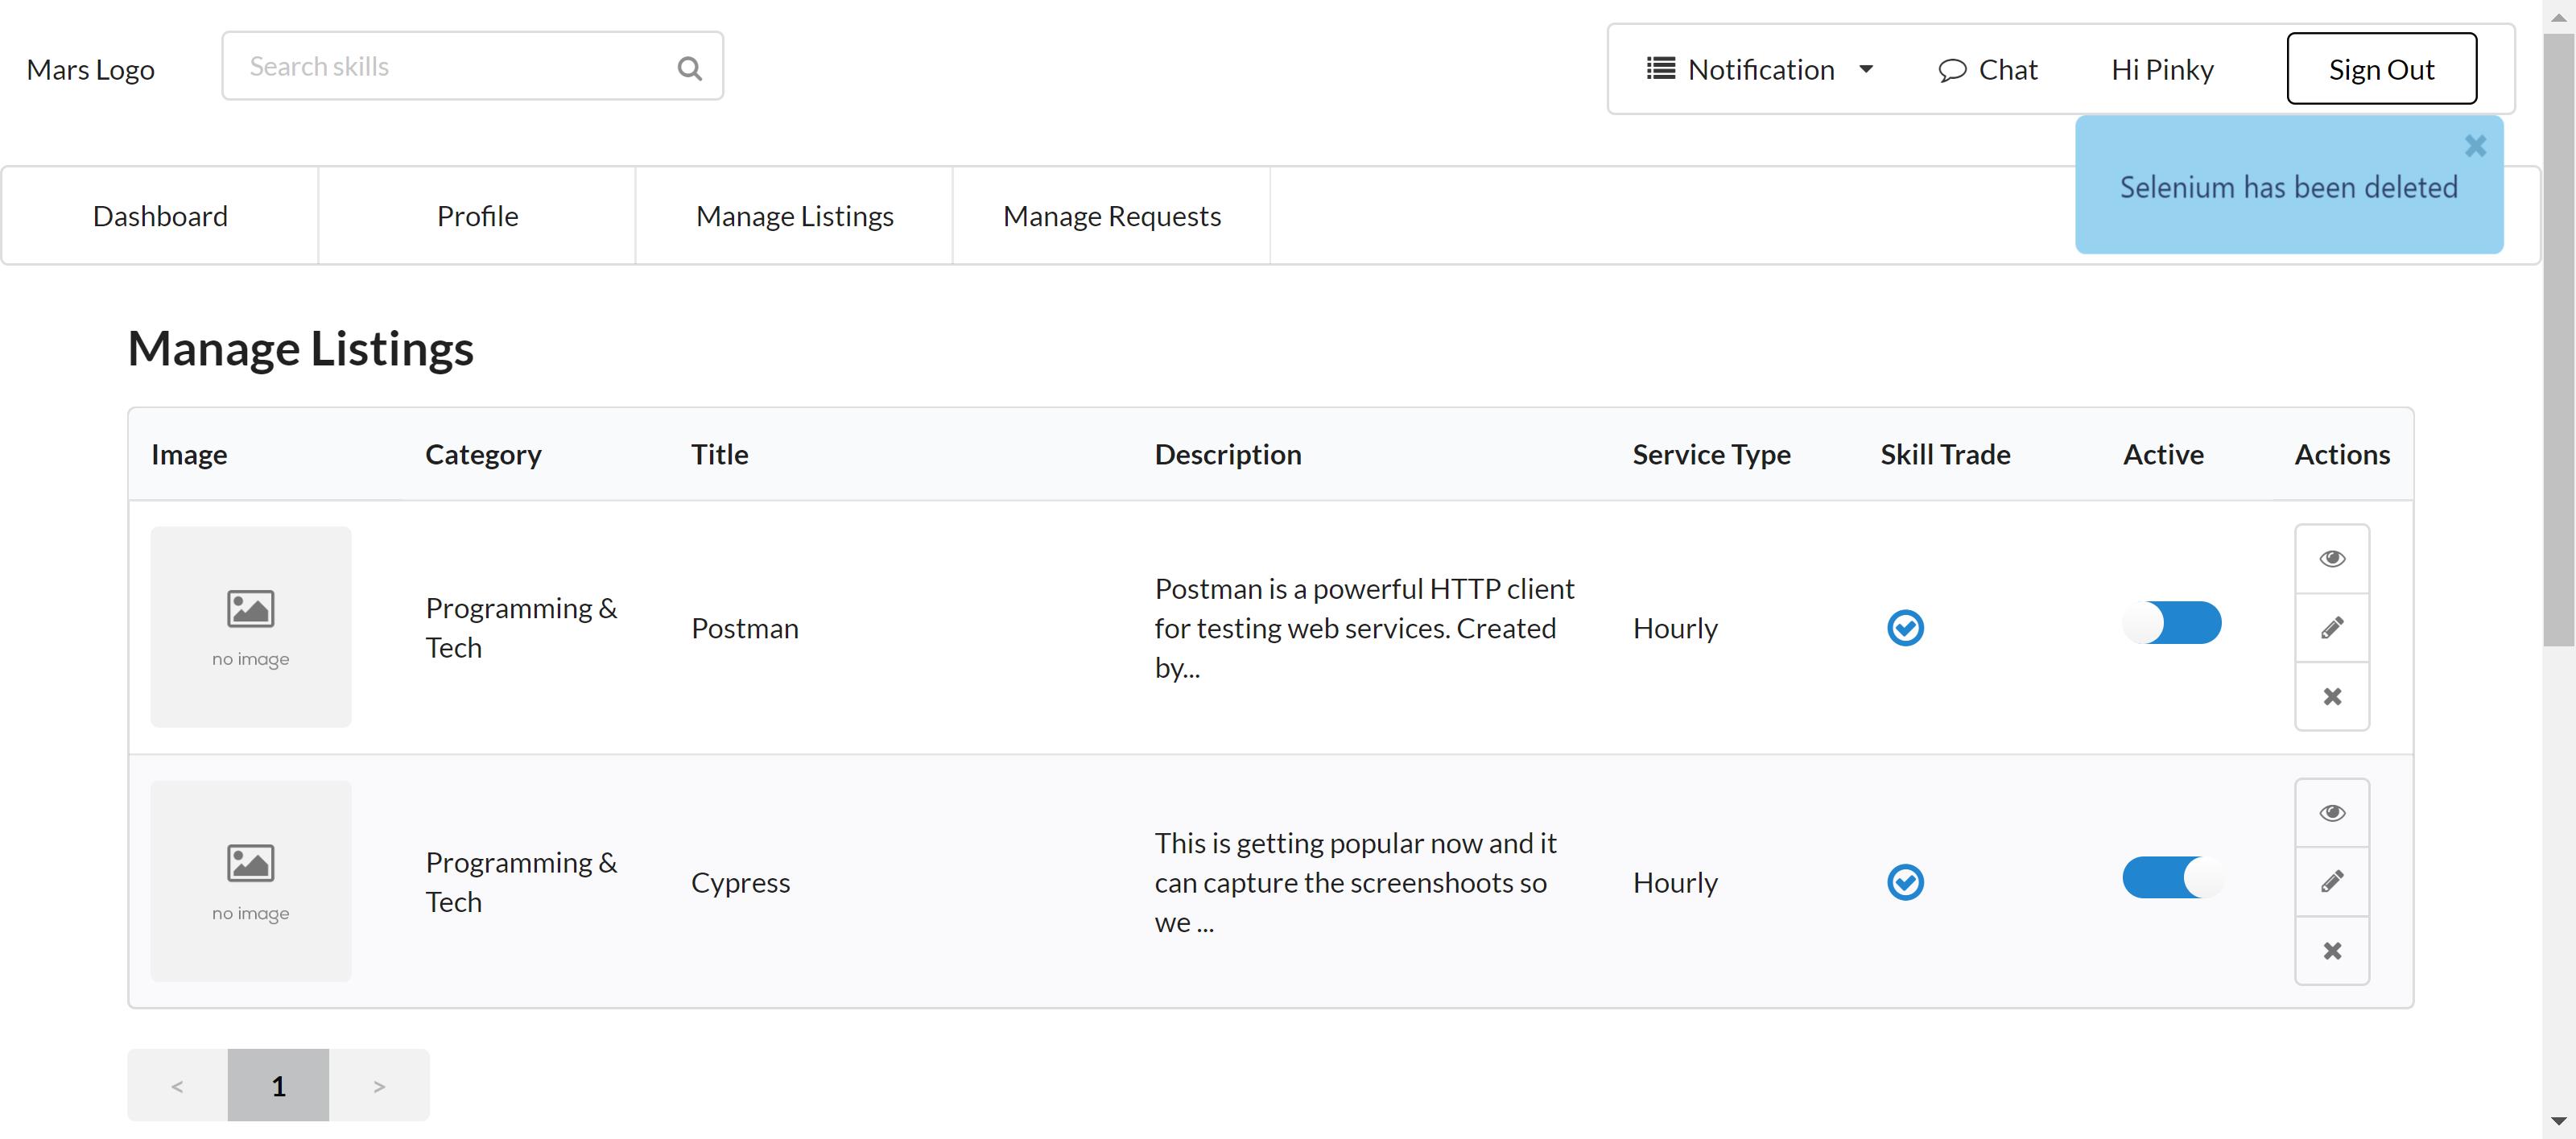 Mars Logo
Search skills
Notification
Chat
Hi Pinky
Sign Out
Selenium has been deleted
Dashboard
Profile
Manage Listings
Manage Requests
Manage Listings
Image Category Title Description Service Type Skill Trade Active Actions
no image
Programming &
Tech
Postman
Postman is a powerful HTTP client
for testing web services. Created
by...
Hourly
no image
Programming &
Tech
Cypress
This is getting popular now and it
can capture the screenshoots so
we ...
Hourly
< 1 >